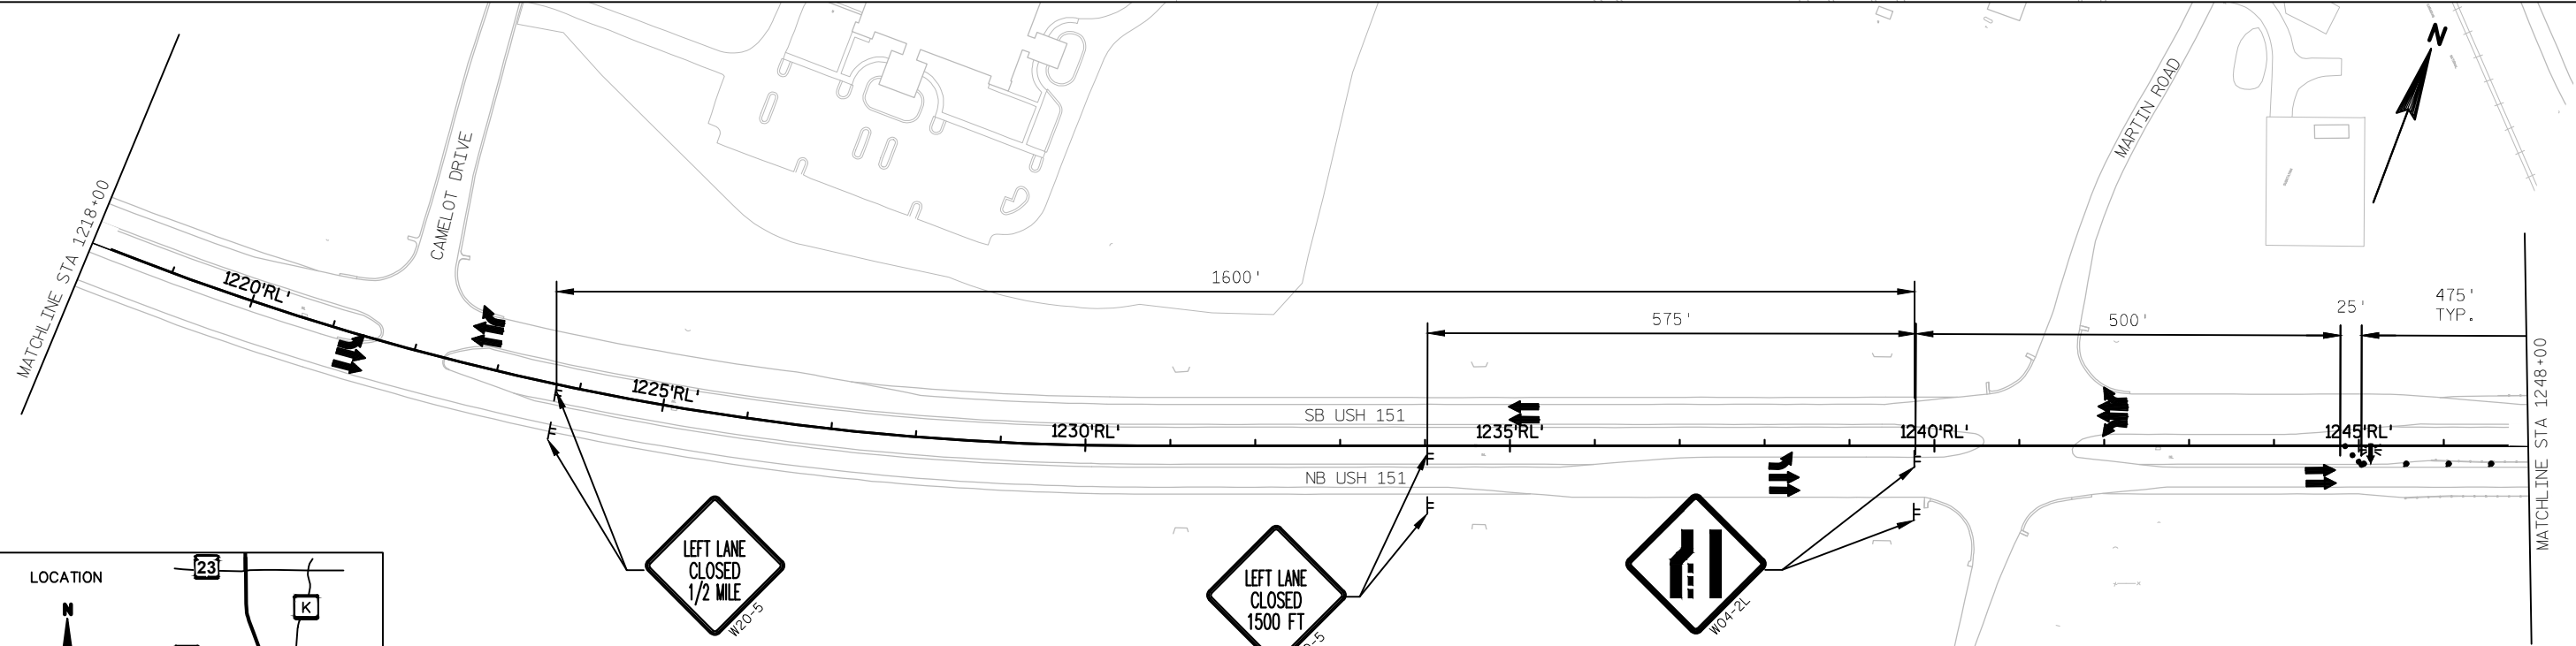 N
MATCHLINE STA 1218+00
CAMELOT DRIVE
MARTIN ROAD
1220'RL'
1600'
575'
500'
25'
475'
TYP.
1225'RL'
SB USH 151
1230'RL'
1235'RL'
1240'RL'
1245'RL'
NB USH 151
MATCHLINE STA 1248+00
LEFT LANE
CLOSED
1/2 MILE
W20-5
LEFT LANE
CLOSED
1500 FT
W04-2L
LOCATION
N
23
K